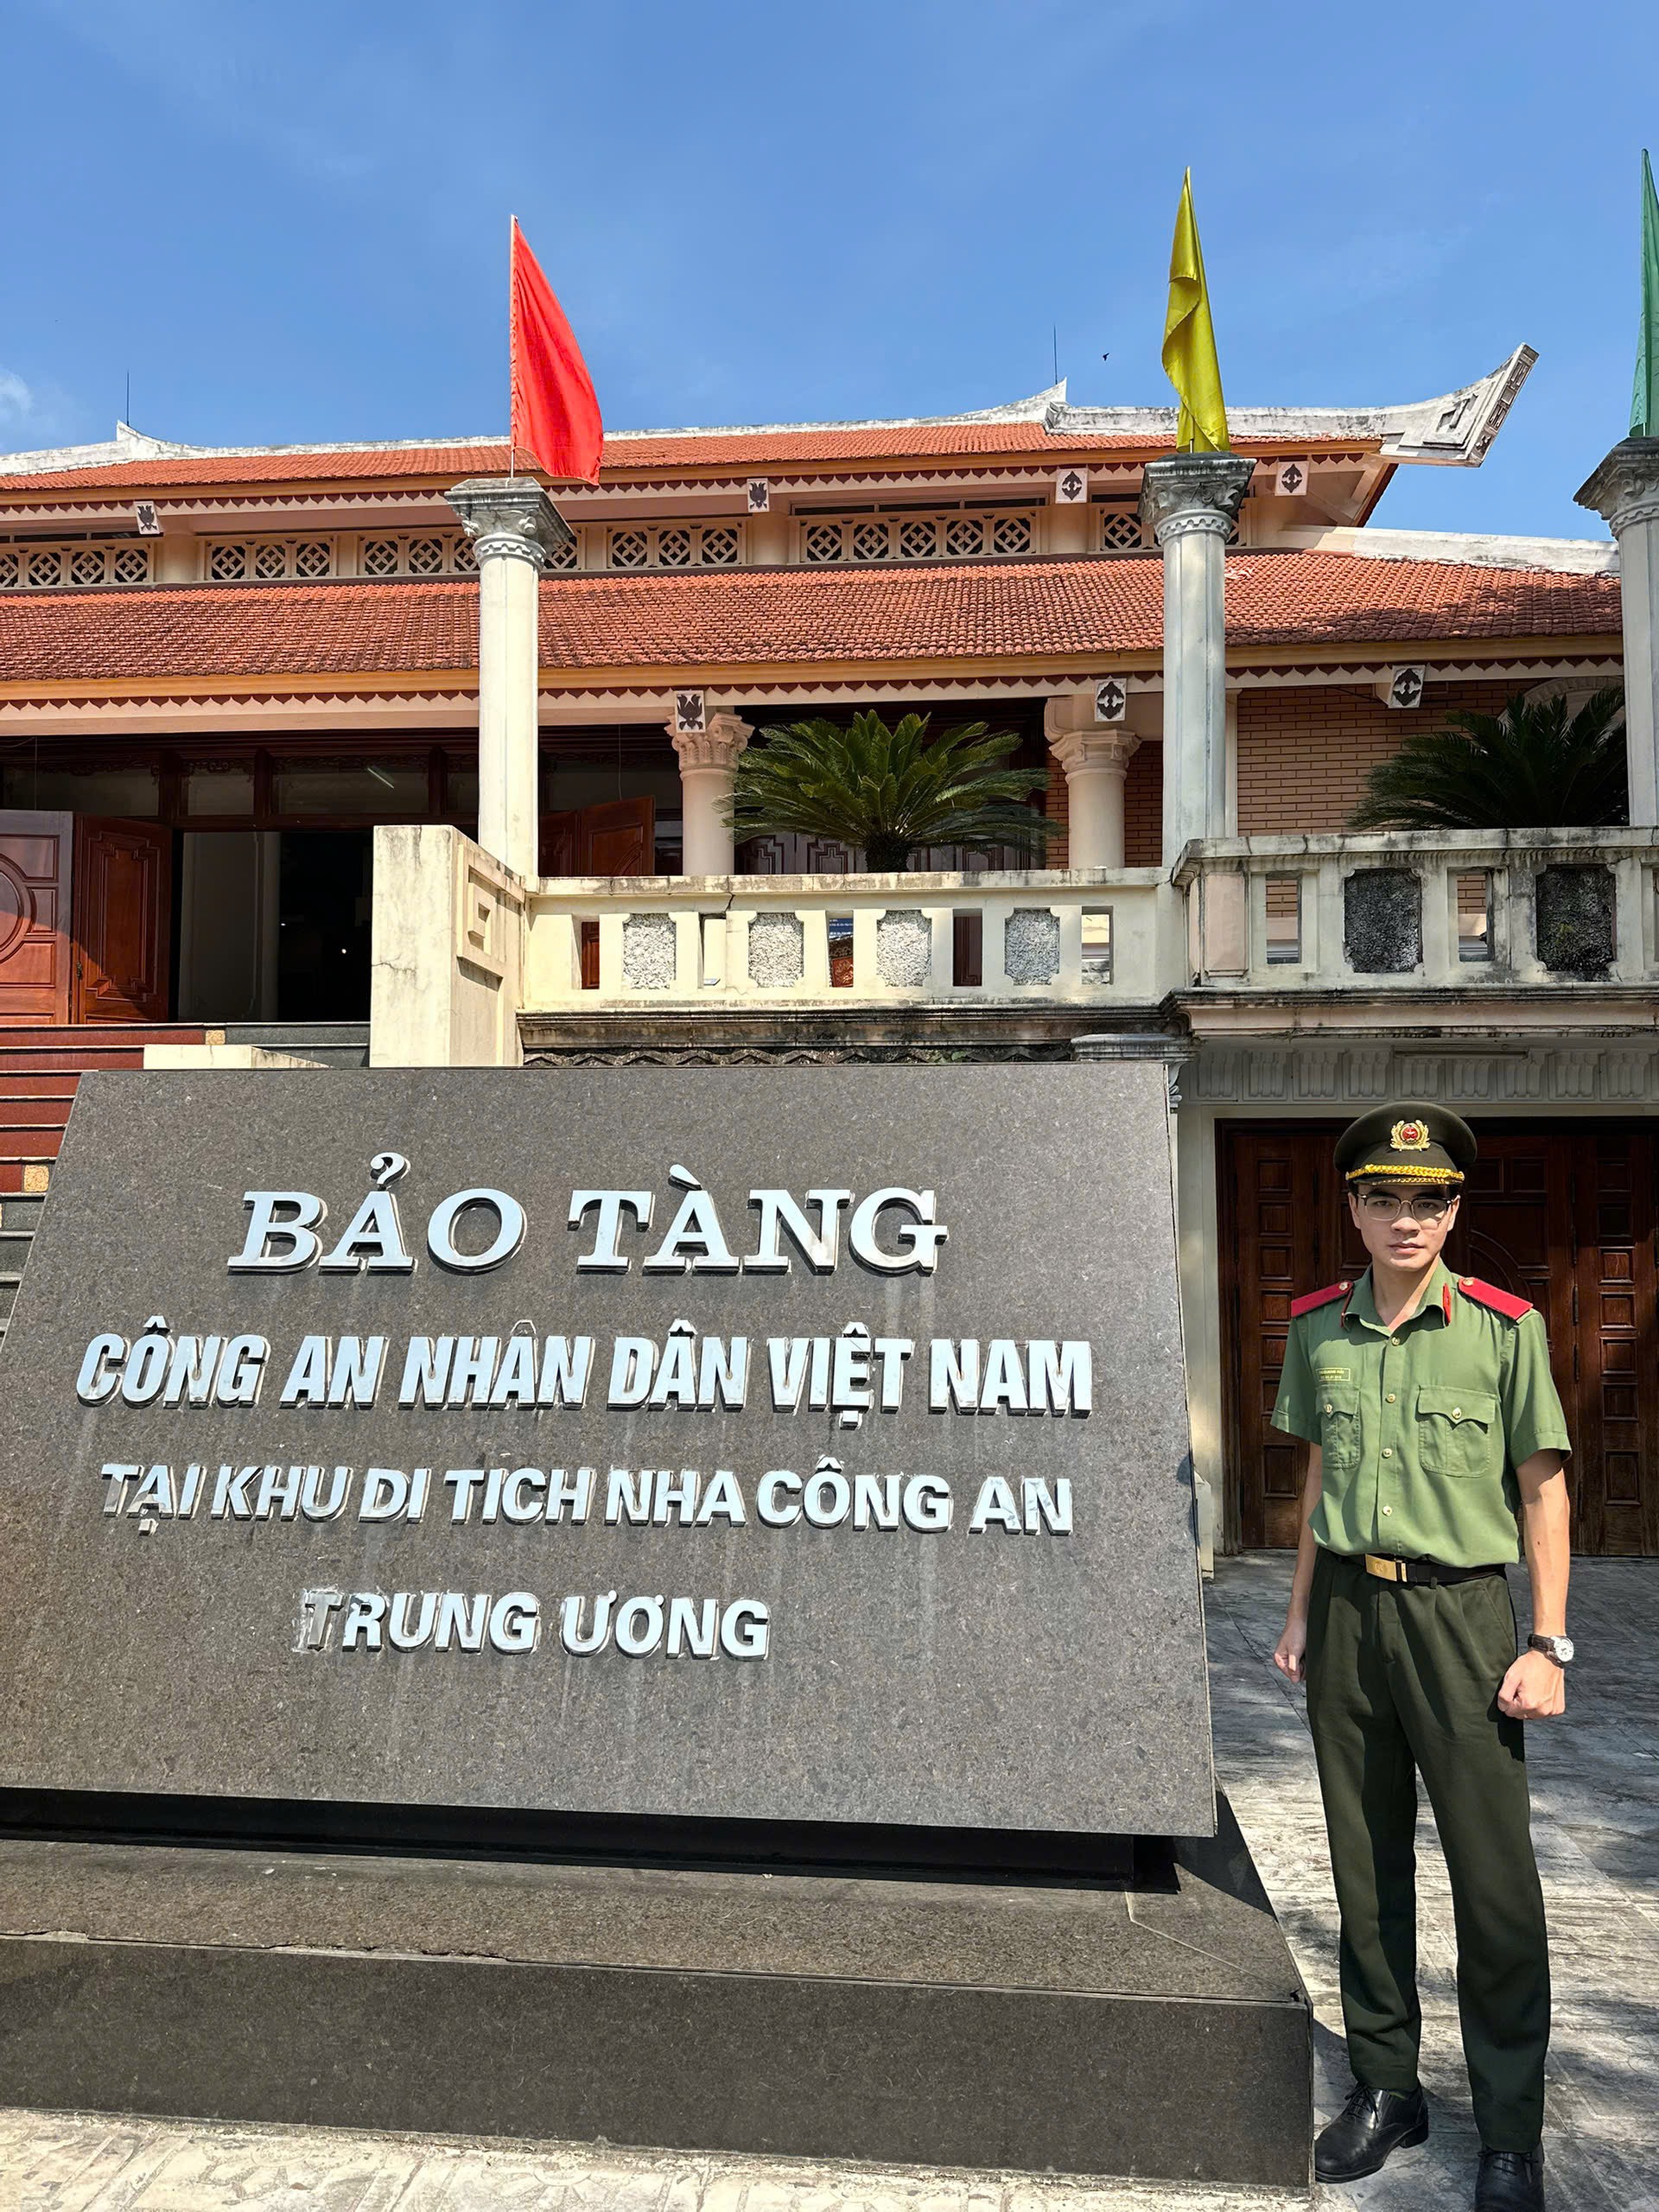 BẢO TÀNG
CÔNG AN NHÂN DÂN VIỆT NAM
TẠI KHU DI TICH NHA CÔNG AN
TRUNG ƯƠNG